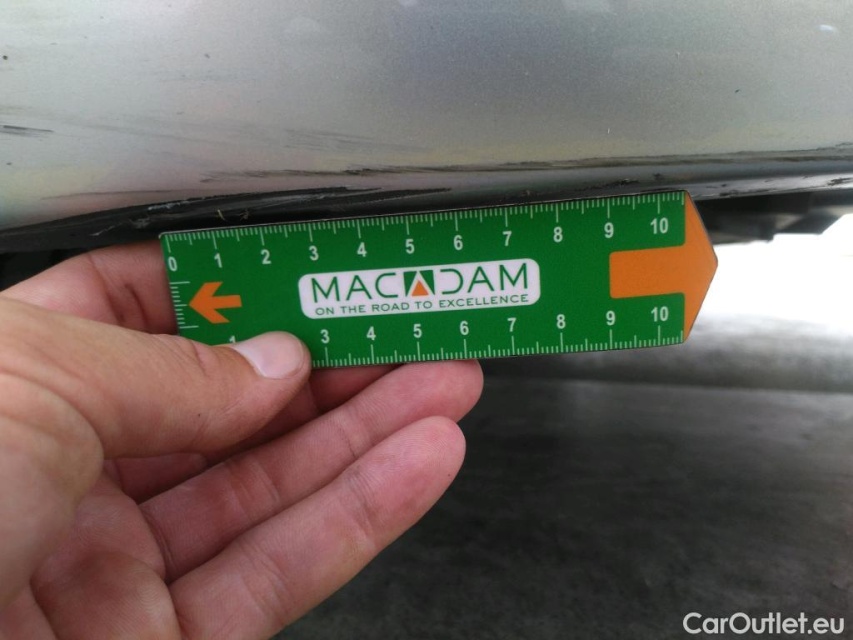 0 1 2 3 4 5 6 7 8 9 10
MACADAM
ON THE ROAD TO EXCELLENCE
3 4 5 6 7 8 9 10
CarOutlet.eu